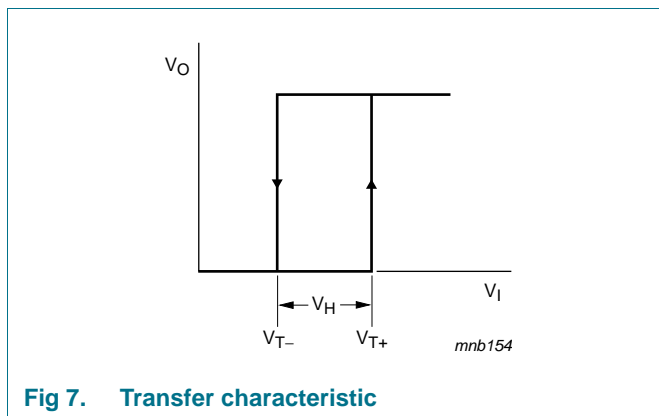 VO
VH
VI
VT− VT+
mnb154
Fig 7. Transfer characteristic